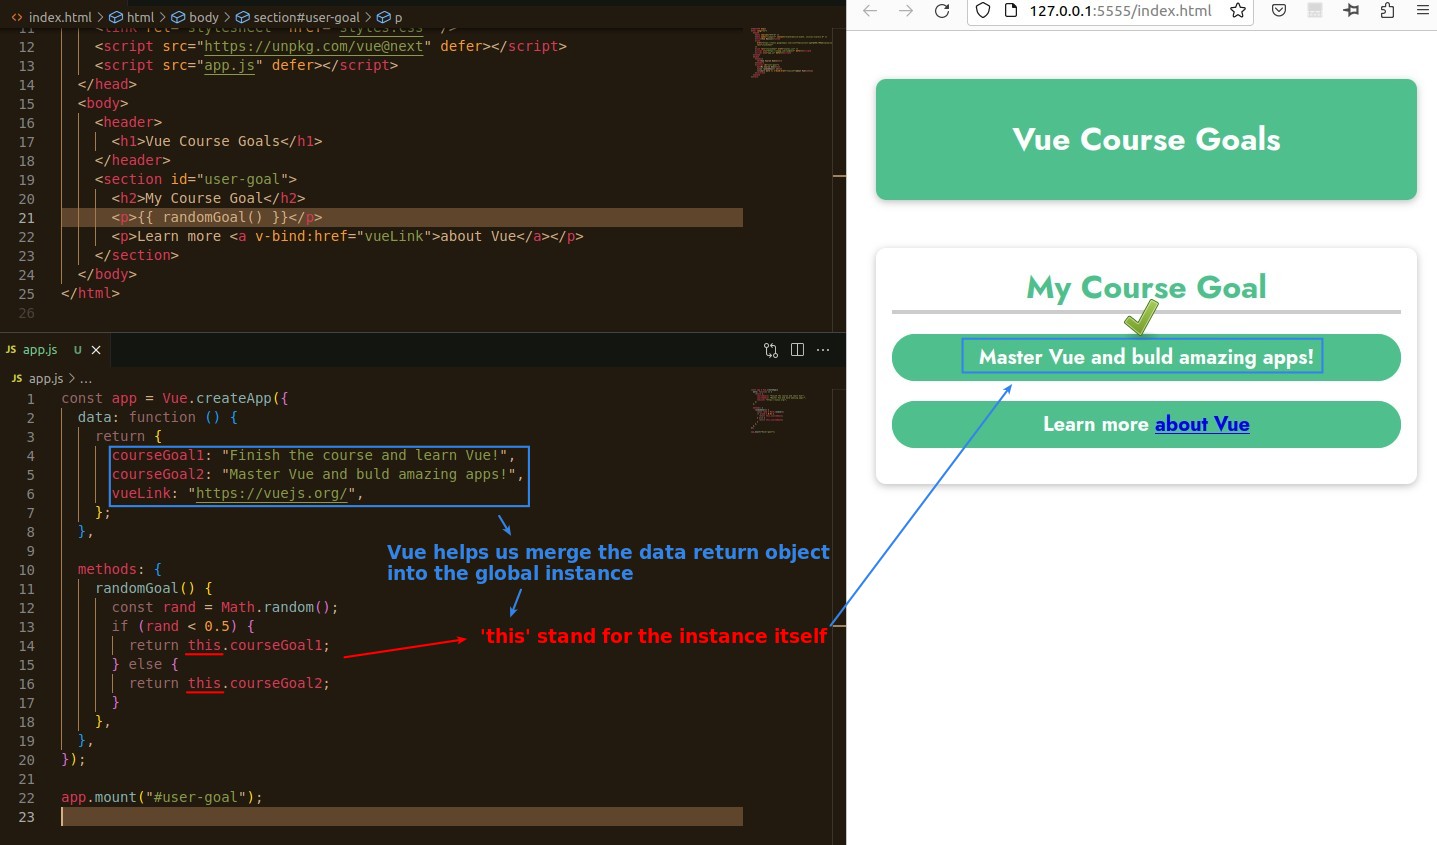 index.html > html > body > section#user-goal > p
11 <link rel="stylesheet" href="styles.css" />
12 <script src="https://unpkg.com/vue@next" defer></script>
13 <script src="app.js" defer></script>
14 </head>
15 <body>
16 <header>
17 <h1>Vue Course Goals</h1>
18 </header>
19 <section id="user-goal">
20 <h2>My Course Goal</h2>
21 <p>{{ randomGoal() }}</p>
22 <p>Learn more <a v-bind:href="vueLink">about Vue</a></p>
23 </section>
24 </body>
25 </html>
26
JS app.js U
JS app.js > ...
1 const app = Vue.createApp({
2 data: function () {
3 return {
4 courseGoal1: "Finish the course and learn Vue!",
5 courseGoal2: "Master Vue and buld amazing apps!",
6 vueLink: "https://vuejs.org/",
7 };
8 },
9
10 methods: {
11 randomGoal() {
12 const rand = Math.random();
13 if (rand < 0.5) {
14 return this.courseGoal1;
15 } else {
16 return this.courseGoal2;
17 }
18 },
19 },
20 });
21
22 app.mount("#user-goal");
23
Vue helps us merge the data return object
into the global instance
'this' stand for the instance itself
127.0.0.1:5555/index.html
Vue Course Goals
My Course Goal
Master Vue and buld amazing apps!
Learn more about Vue